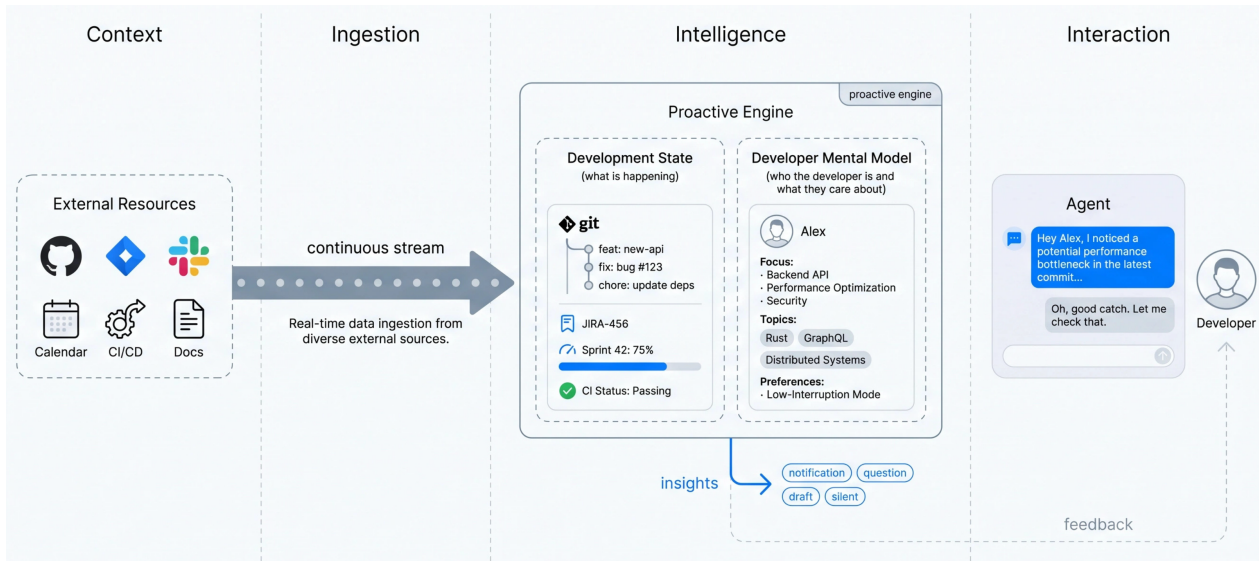 Context
Ingestion
Intelligence
Interaction
External Resources
Calendar
CI/CD
Docs
continuous stream
Real-time data ingestion from
diverse external sources.
proactive engine
Proactive Engine
Development State
(what is happening)
git
feat: new-api
fix: bug #123
chore: update deps
JIRA-456
Sprint 42: 75%
CI Status: Passing
Developer Mental Model
(who the developer is and
what they care about)
Alex
Focus:
· Backend API
· Performance Optimization
· Security
Topics:
Rust
GraphQL
Distributed Systems
Preferences:
· Low-Interruption Mode
insights
notification
question
draft
silent
Agent
Hey Alex, I noticed a
potential performance
bottleneck in the latest
commit...
Oh, good catch. Let me
check that.
Developer
feedback